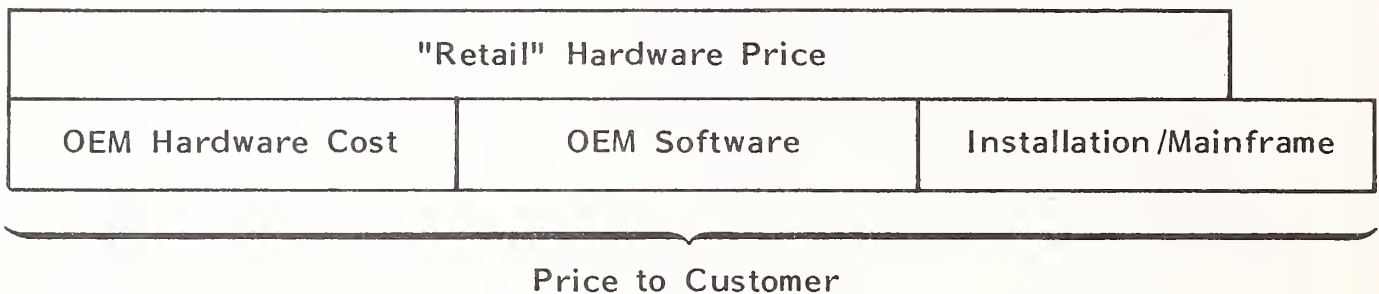 "Retail" Hardware Price
OEM Hardware Cost
OEM Software
Installation/Mainframe
Price to Customer